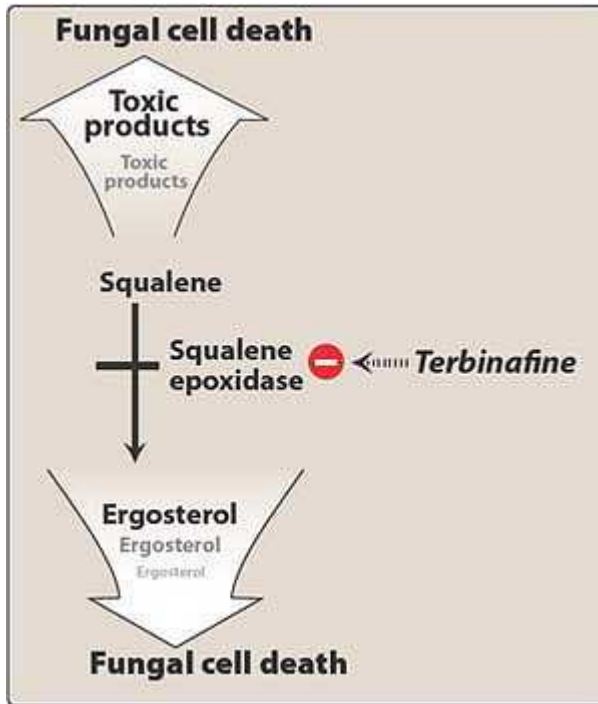 Fungal cell death
Toxic
products
Toxic
products
Squalene
Squalene
epoxidase
Terbinafine
Ergosterol
Ergosterol
Ergosterol
Fungal cell death